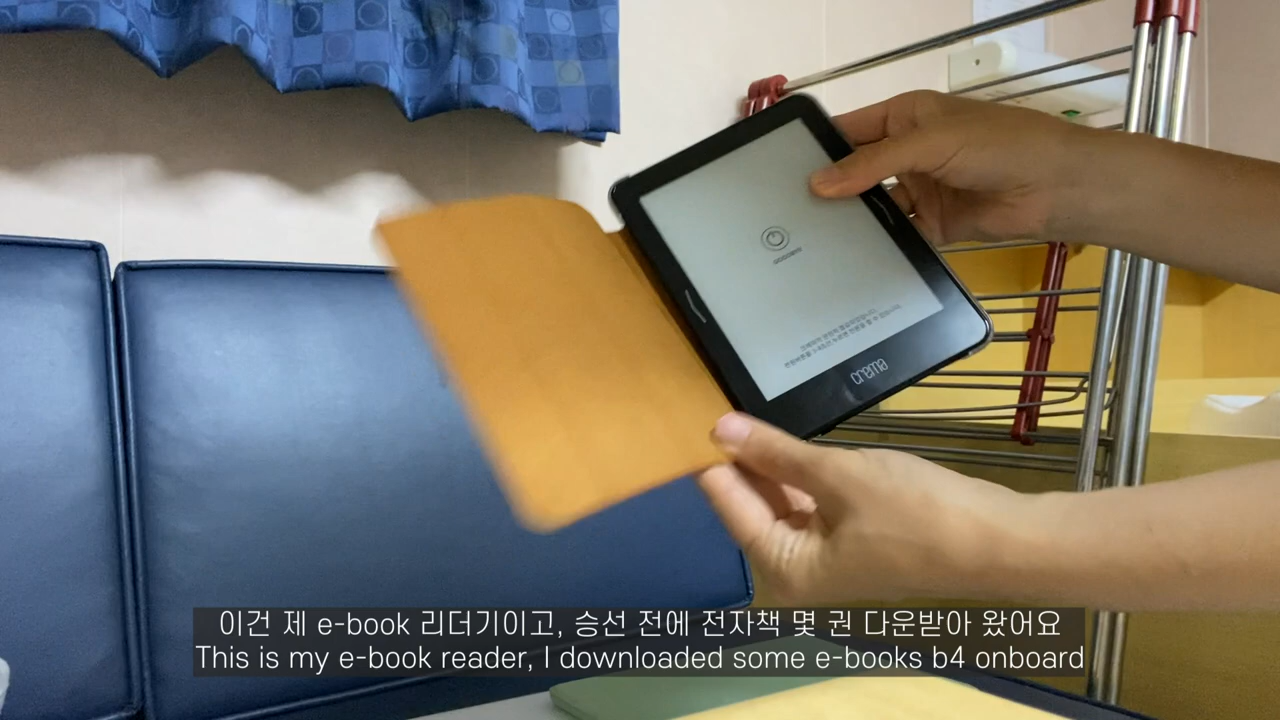 crema
이건 제 e-book 리더기이고, 승선 전에 전자책 몇 권 다운받아 왔어요
This is my e-book reader, I downloaded some e-books b4 onboard